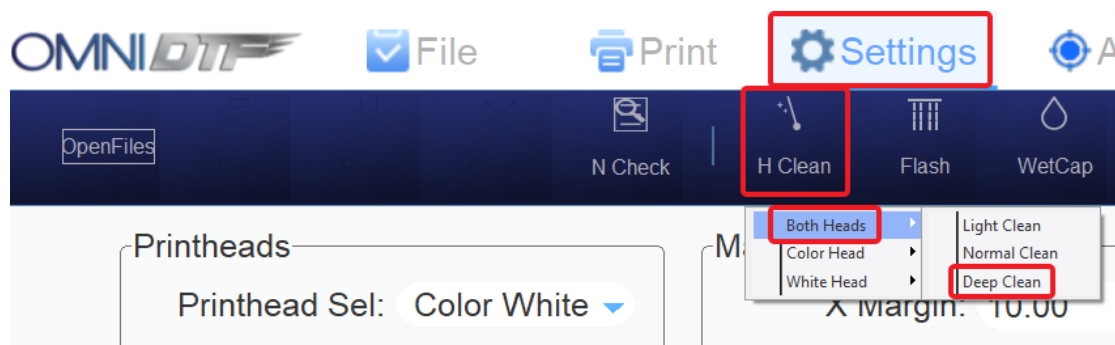 OMNI DTF File Print Settings A
OpenFiles N Check H Clean Flash WetCap
Both Heads Light Clean
Color Head Normal Clean
White Head Deep Clean
Printheads
Printhead Sel: Color White
X Margin: 10.00